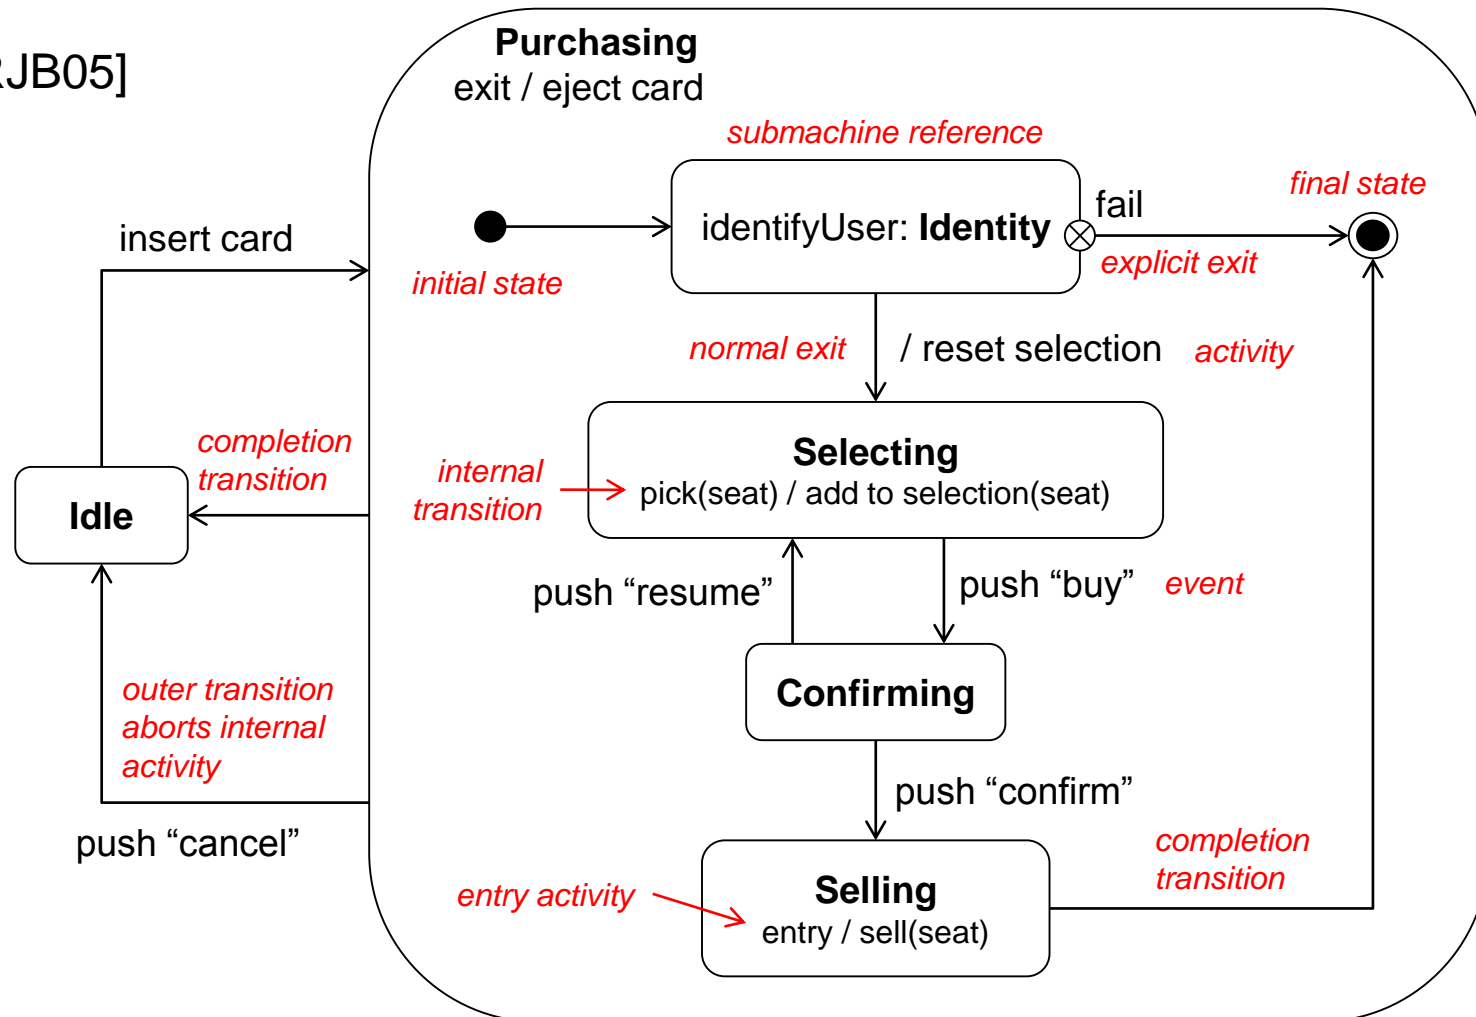 RJB05]
Purchasing
exit / eject card
submachine reference
final state
fail
insert card
identifyUser: Identity
explicit exit
initial state
normal exit
/ reset selection
activity
completion
transition
Selecting
internal
transition
pick(seat) / add to selection(seat)
Idle
push “resume”
push “buy”
event
outer transition
aborts internal
activity
Confirming
push “confirm”
push “cancel”
completion
transition
entry activity
Selling
entry / sell(seat)